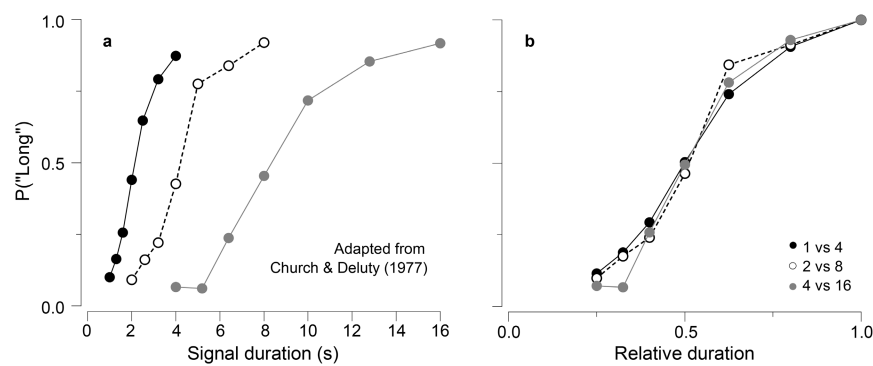 a
b
1.0
0.5
0.0
P("Long")
Adapted from
Church & Deluty (1977)
0 2 4 6 8 10 12 14 16
Signal duration (s)
1 vs 4
2 vs 8
4 vs 16
0.0 0.5 1.0
Relative duration